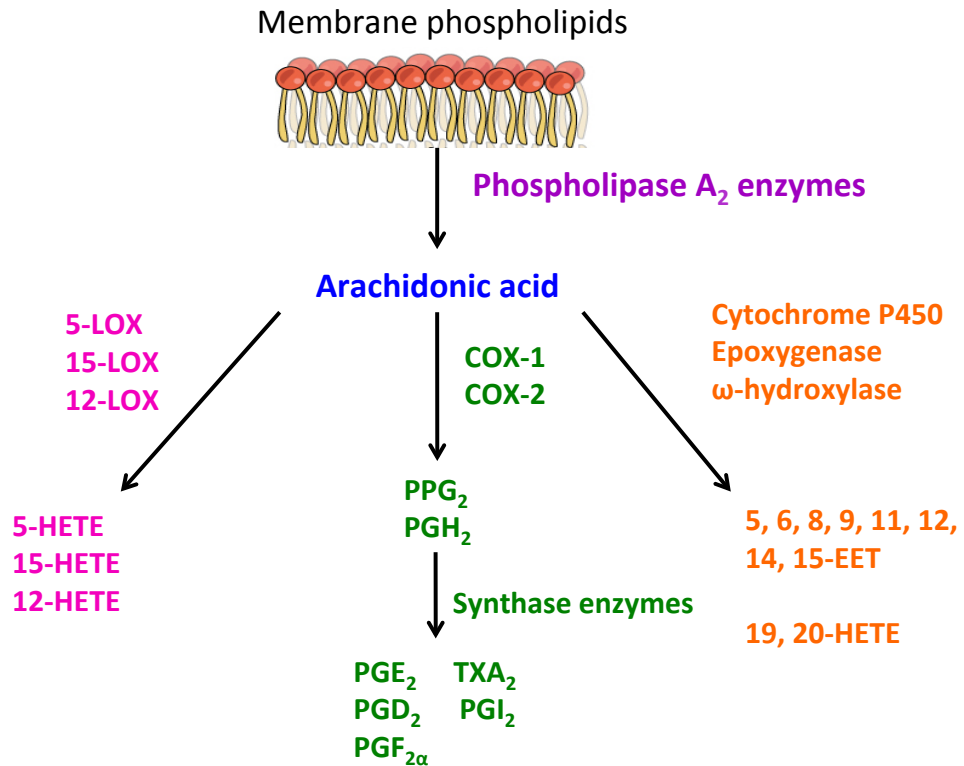 Membrane phospholipids
Phospholipase A₂ enzymes
Arachidonic acid
5-LOX
15-LOX
12-LOX
COX-1
COX-2
Cytochrome P450
Epoxygenase
ω-hydroxylase
5-HETE
15-HETE
12-HETE
PPG₂
PGH₂
5, 6, 8, 9, 11, 12,
14, 15-EET
19, 20-HETE
Synthase enzymes
PGE₂ TXA₂
PGD₂ PGI₂
PGF₂α